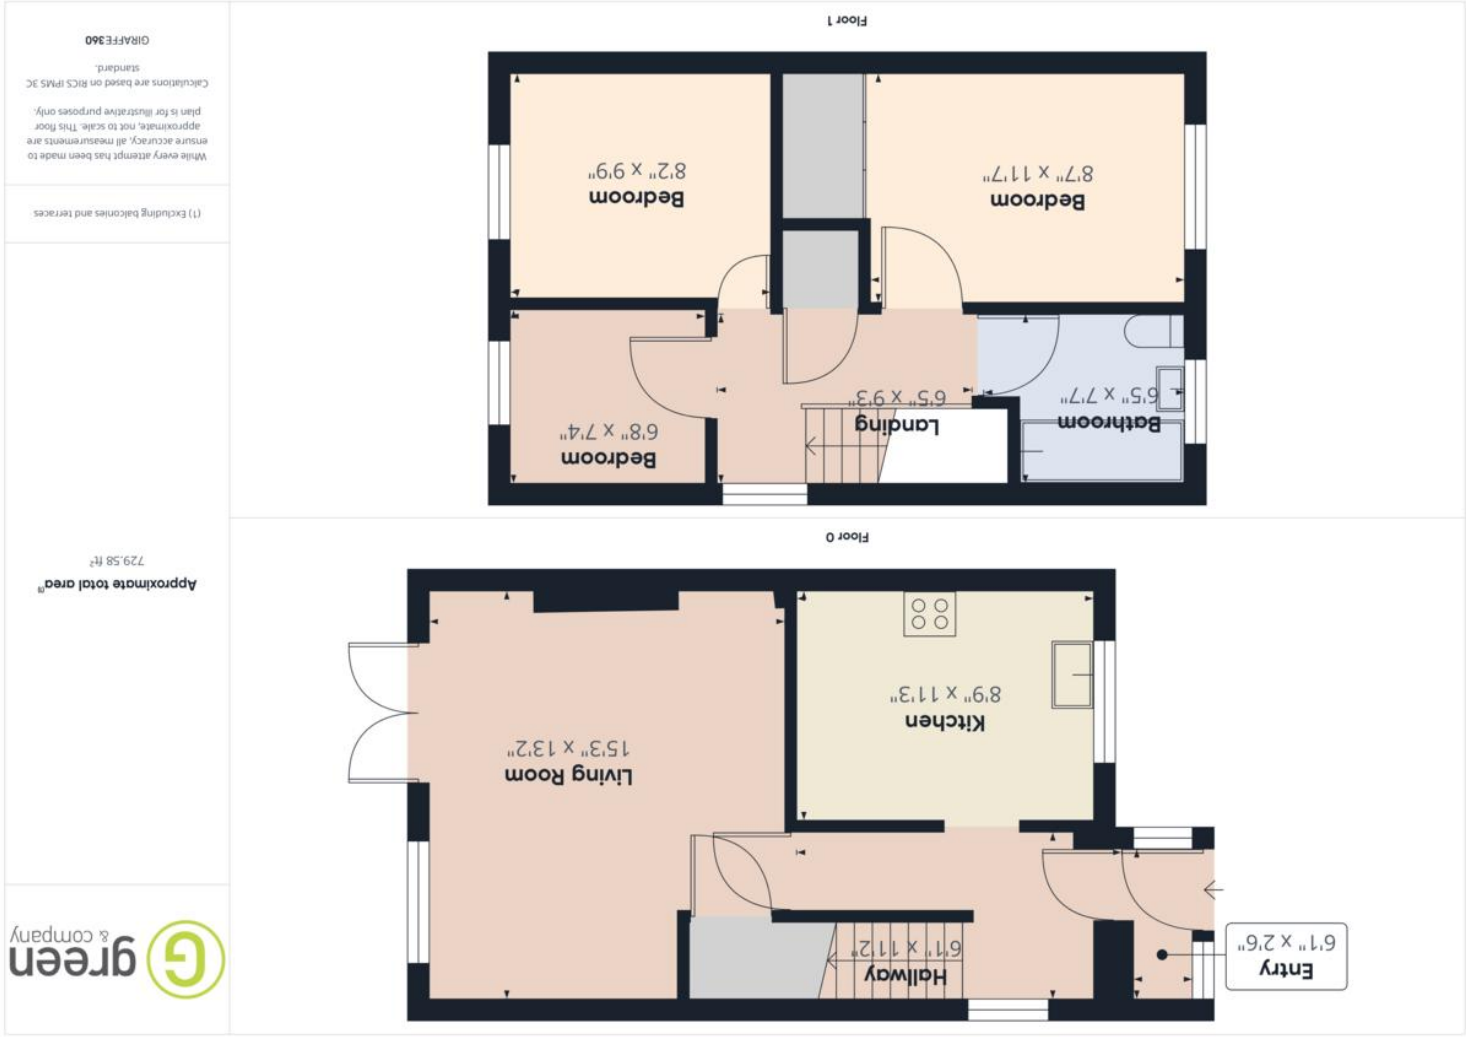 green
& company
Entry
6'1" x 2'6"
Hallway
6'1" x 11'2"
Living Room
15'3" x 13'2"
Kitchen
8'9" x 11'3"
Floor 0
Approximate total area(1)
729.58 ft²
Bathroom
6'5" x 7'7"
Landing
6'5" x 9'3"
Bedroom
6'8" x 7'4"
Bedroom
8'7" x 11'7"
Bedroom
8'2" x 9'9"
Floor 1
(1) Excluding balconies and terraces
While every attempt has been made to
ensure accuracy, all measurements are
approximate, not to scale. This floor
plan is for illustrative purposes only.
Calculations are based on RICS IPMS 3C
standard.
GIRAFFE360